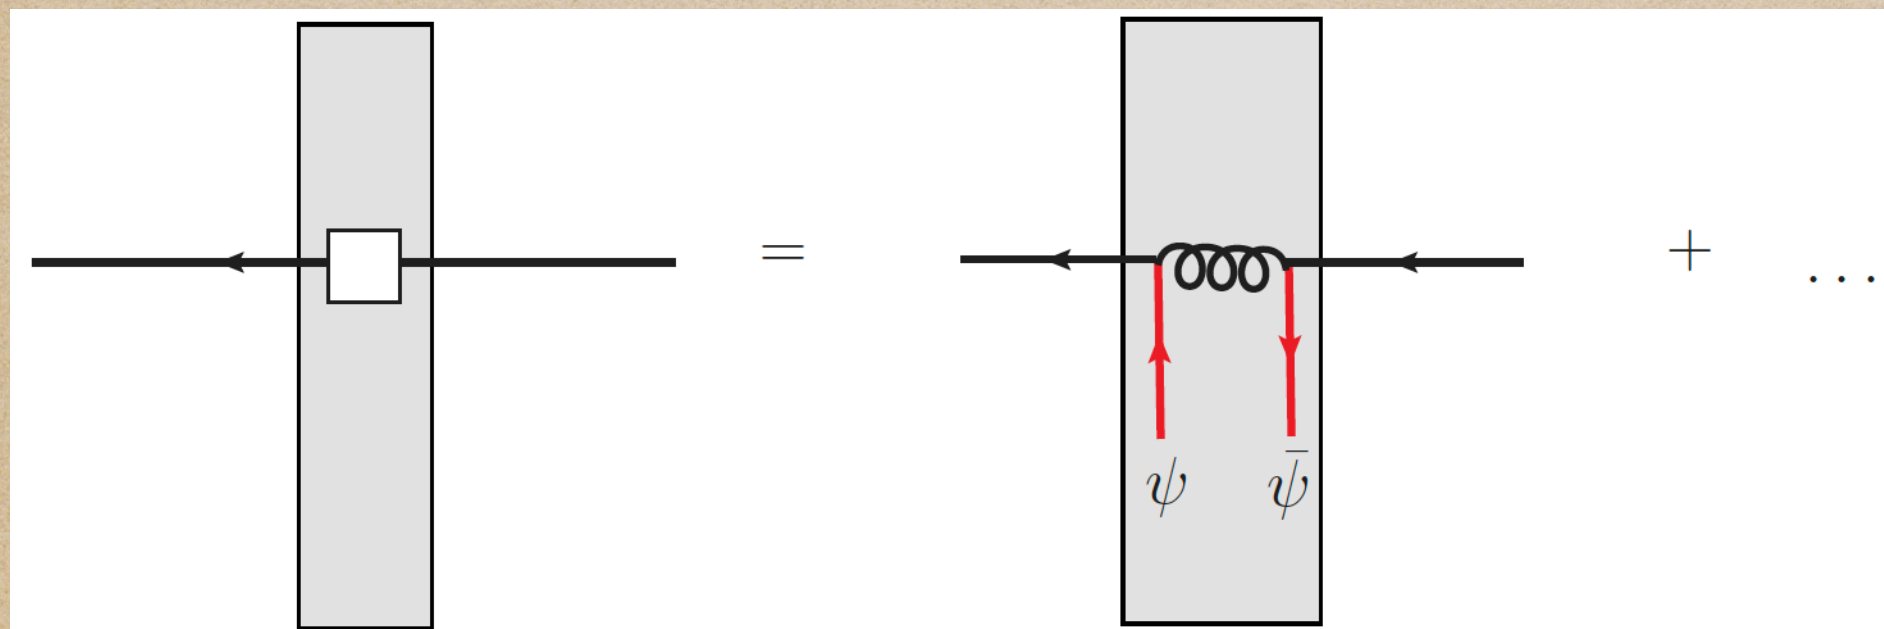 = + ...
ψ ψ̄